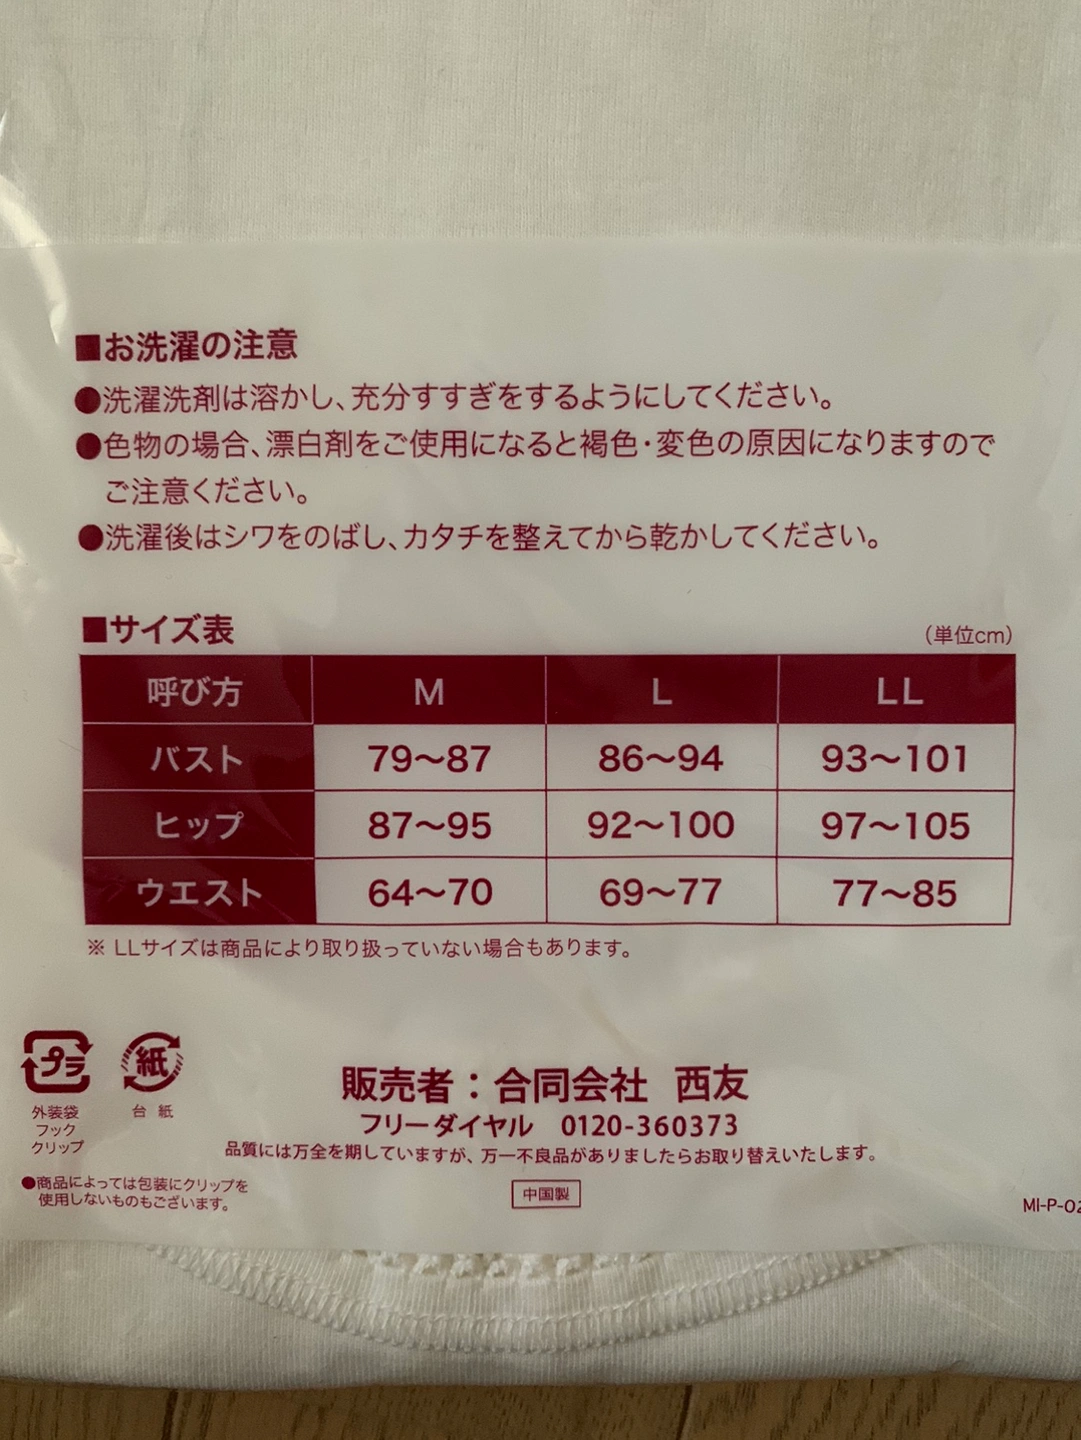 ■お洗濯の注意
●洗濯洗剤は溶かし、充分すすぎをするようにしてください。
●色物の場合、漂白剤をご使用になると褐色・変色の原因になりますので
ご注意ください。
●洗濯後はシワをのばし、カタチを整えてから乾かしてください。
■サイズ表
（単位cm）
呼び方 M L LL
バスト 79〜87 86〜94 93〜101
ヒップ 87〜95 92〜100 97〜105
ウエスト 64〜70 69〜77 77〜85
※ LLサイズは商品により取り扱っていない場合もあります。
プラ
外装袋
フック
クリップ
紙
台 紙
●商品によっては包装にクリップを
使用しないものもございます。
販売者：合同会社 西友
フリーダイヤル 0120-360373
品質には万全を期していますが、万一不良品がありましたらお取り替えいたします。
中国製
MI-P-02